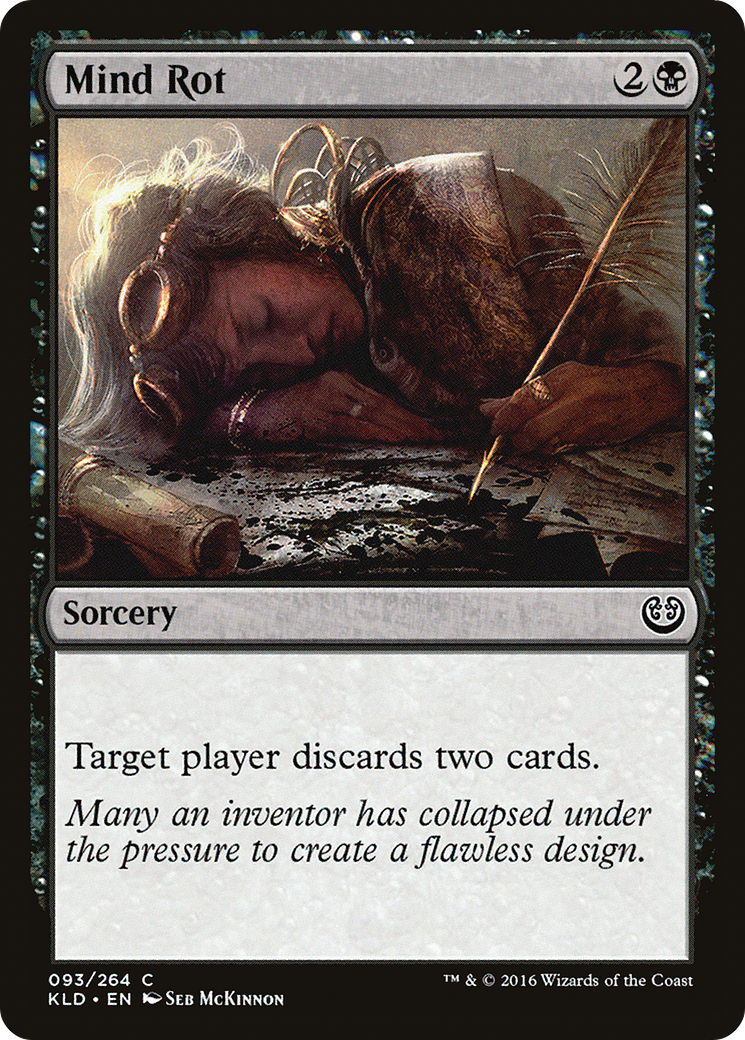 Mind Rot 2
Sorcery
Target player discards two cards.
Many an inventor has collapsed under
the pressure to create a flawless design.
093/264 C
™ & © 2016 Wizards of the Coast
KLD • EN Seb McKinnon